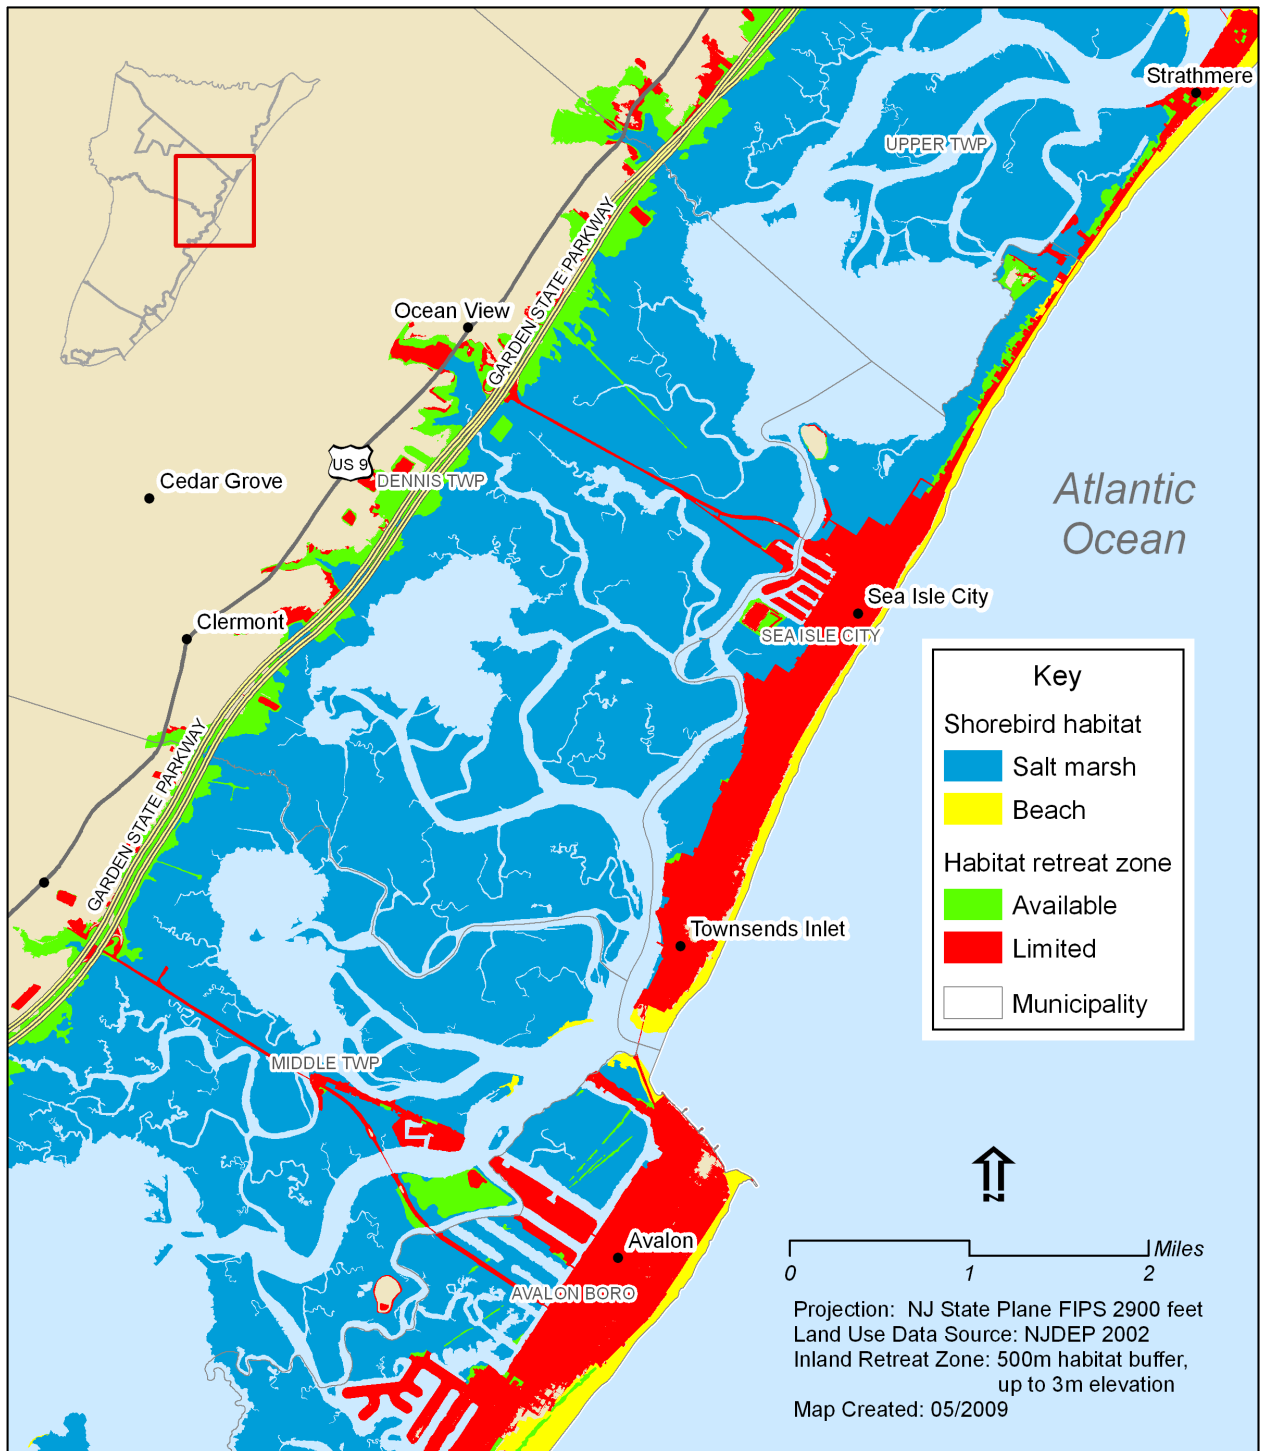 Strathmere
UPPER TWP
GARDEN STATE PARKWAY
Ocean View
US 9
Cedar Grove
DENNIS TWP
Atlantic
Ocean
Clermont
Sea Isle City
SEA ISLE CITY
Key
Shorebird habitat
Salt marsh
Beach
Habitat retreat zone
Available
Limited
Municipality
GARDEN STATE PARKWAY
Townsends Inlet
MIDDLE TWP
N
Avalon
AVALON BORO
Miles
0 1 2
Projection: NJ State Plane FIPS 2900 feet
Land Use Data Source: NJDEP 2002
Inland Retreat Zone: 500m habitat buffer,
up to 3m elevation
Map Created: 05/2009